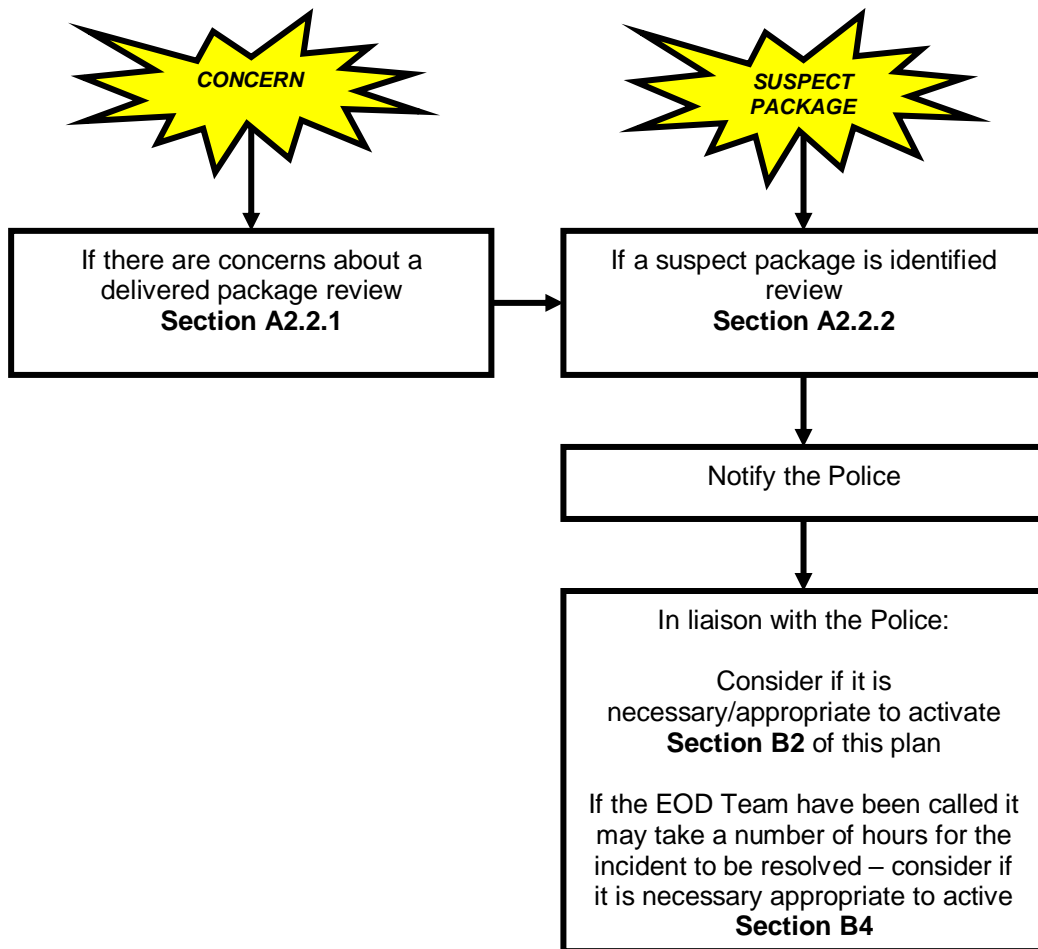 CONCERN
SUSPECT
PACKAGE
If there are concerns about a
delivered package review
Section A2.2.1
If a suspect package is identified
review
Section A2.2.2
Notify the Police
In liaison with the Police:
Consider if it is
necessary/appropriate to activate
Section B2 of this plan
If the EOD Team have been called it
may take a number of hours for the
incident to be resolved – consider if
it is necessary appropriate to active
Section B4